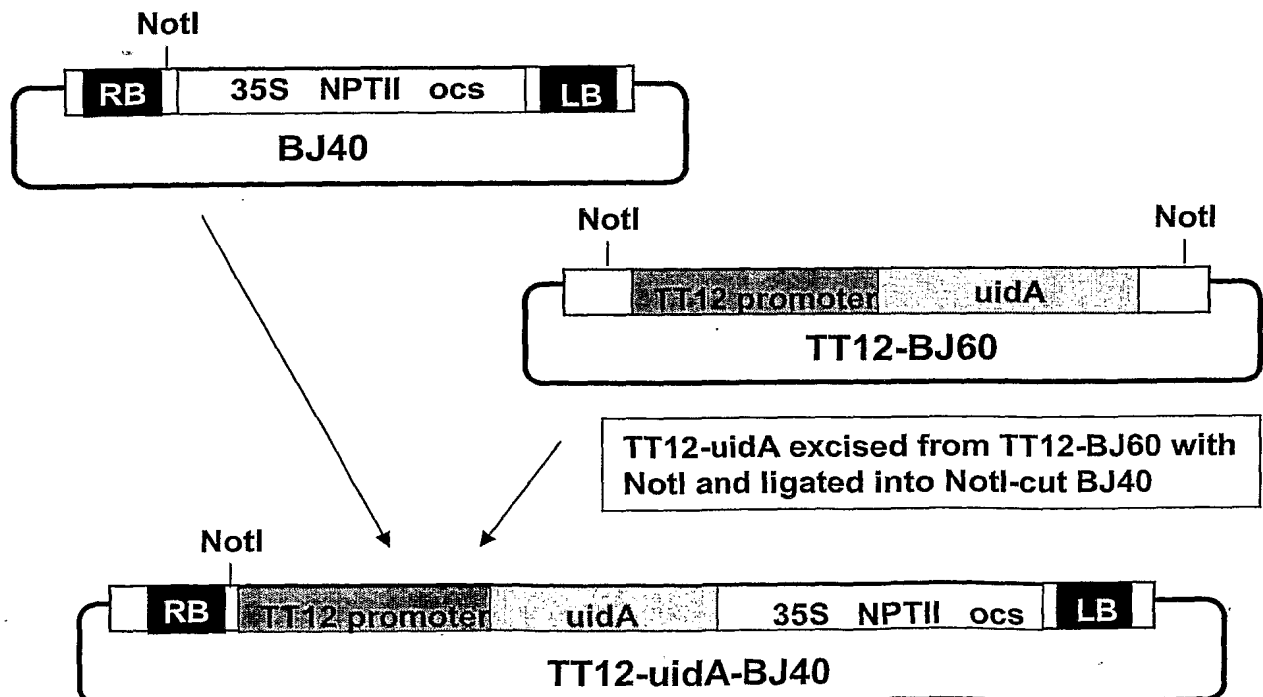 NotI
RB 35S NPTII ocs LB
BJ40
NotI NotI
TT12 promoter uidA
TT12-BJ60
TT12-uidA excised from TT12-BJ60 with
NotI and ligated into NotI-cut BJ40
NotI
RB TT12 promoter uidA 35S NPTII ocs LB
TT12-uidA-BJ40